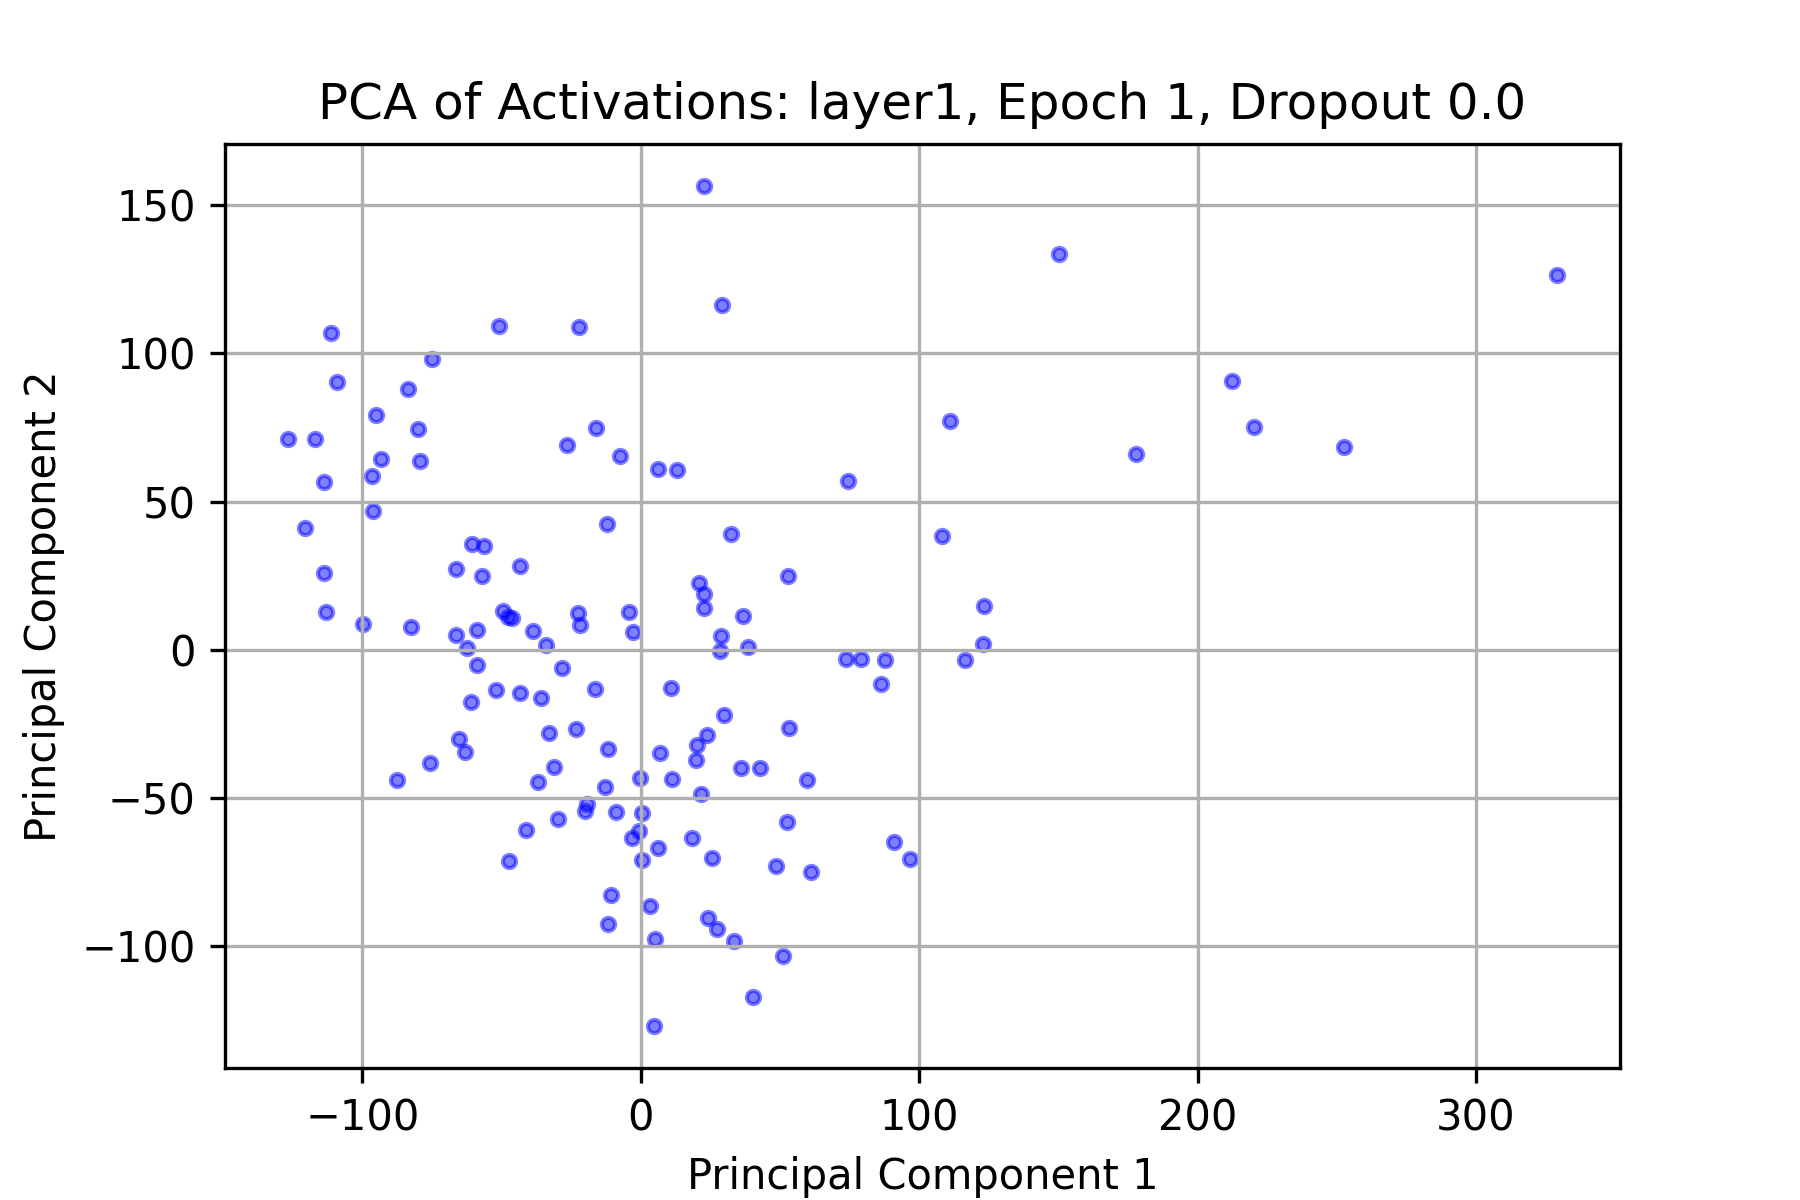 PCA of Activations: layer1, Epoch 1, Dropout 0.0
150
100
50
0
−50
−100
Principal Component 2
−100 0 100 200 300
Principal Component 1